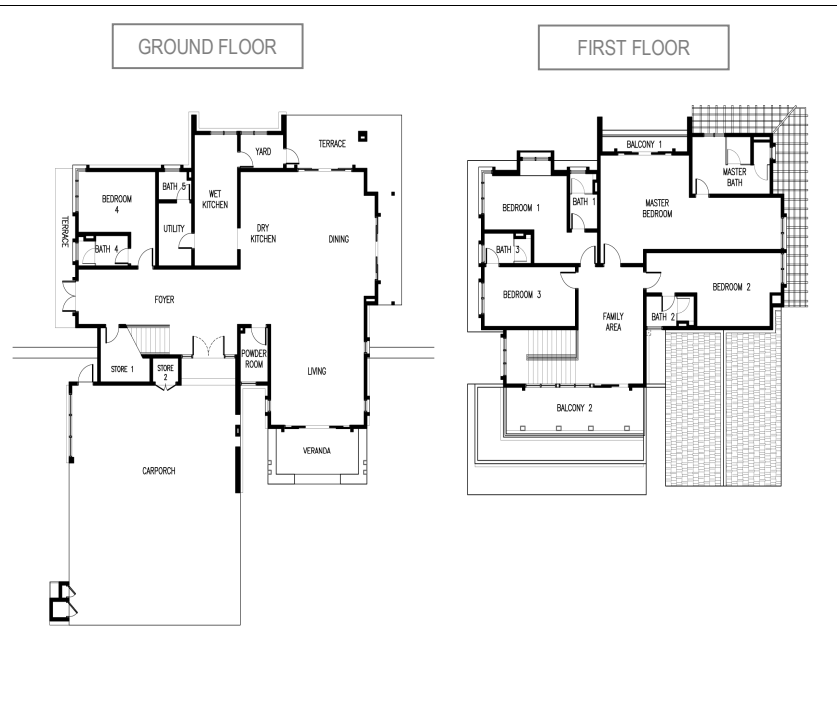 GROUND FLOOR
TERRACE
YARD
BATH 5
WET
KITCHEN
BEDROOM
4
TERRACE
UTILITY
DRY
KITCHEN
DINING
BATH 4
FOYER
POWDER
ROOM
STORE 1
STORE
2
LIVING
VERANDA
CARPORCH
FIRST FLOOR
BALCONY 1
MASTER
BATH
BEDROOM 1
BATH 1
MASTER
BEDROOM
BATH 3
BEDROOM 3
BEDROOM 2
FAMILY
AREA
BATH 2
BALCONY 2